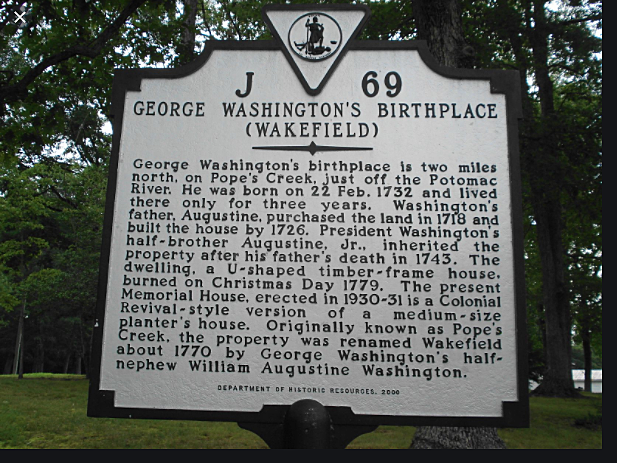 J 69
GEORGE WASHINGTON'S BIRTHPLACE
(WAKEFIELD)
George Washington's birthplace is two miles
north, on Pope's Creek, just off the Potomac
River. He was born on 22 Feb. 1732 and lived
there only for three years. Washington's
father, Augustine, purchased the land in 1718 and
built the house by 1726. President Washington's
half-brother Augustine, Jr., inherited the
property after his father's death in 1743. The
dwelling, a U-shaped timber-frame house,
burned on Christmas Day 1779. The present
Memorial House, erected in 1930-31 is a Colonial
Revival-style version of a medium-size
planter's house. Originally known as Pope's
Creek, the property was renamed Wakefield
about 1770 by George Washington's half-
nephew William Augustine Washington.
DEPARTMENT OF HISTORIC RESOURCES, 2000